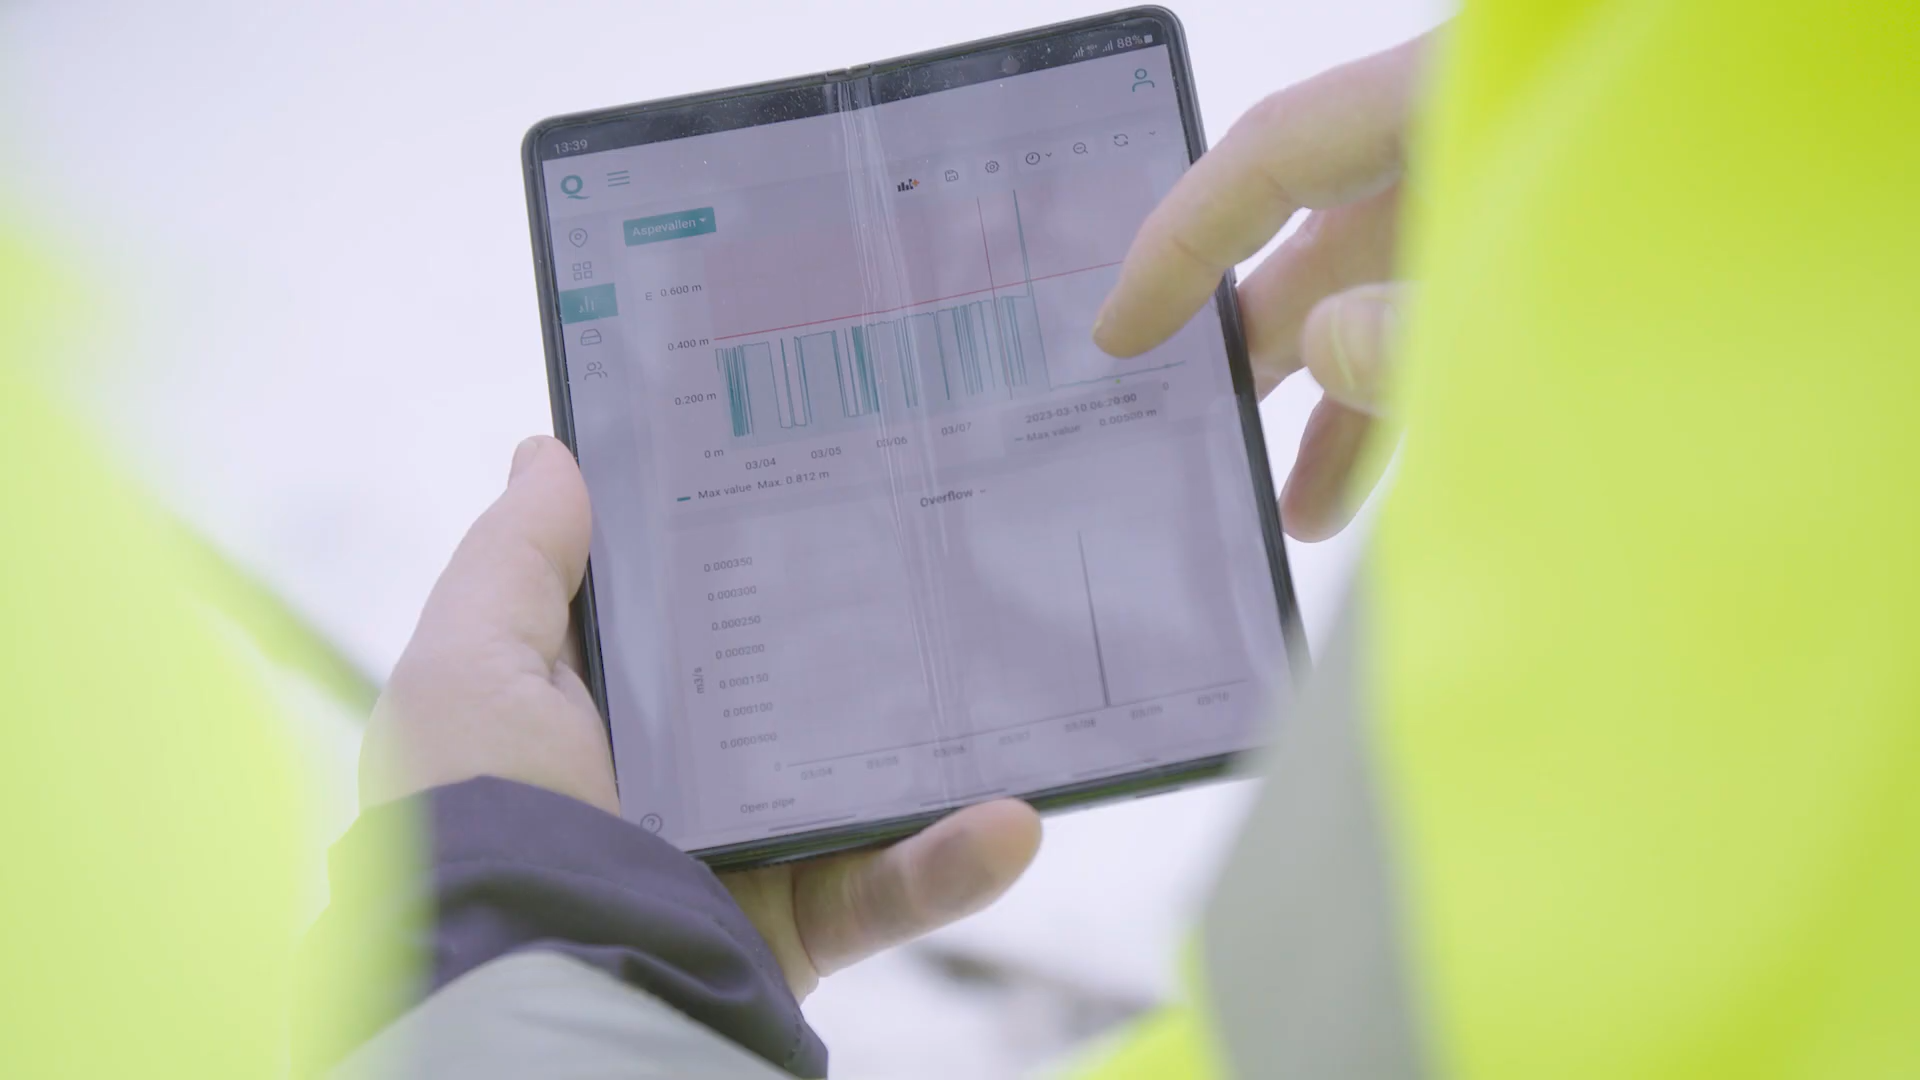 13:39
88%
Q
Aspevallen
E
0.600 m
0.400 m
0.200 m
0 m
03/04
03/05
03/06
03/07
0
2023-03-10 06:20:00
Max value 0.00500 m
Max value Max. 0.812 m
Overflow
0.000350
0.000300
0.000250
0.000200
m3/s
0.000150
0.000100
0.0000500
0
03/04
03/05
03/06
03/07
03/08
03/09
03/10
Open pipe
?